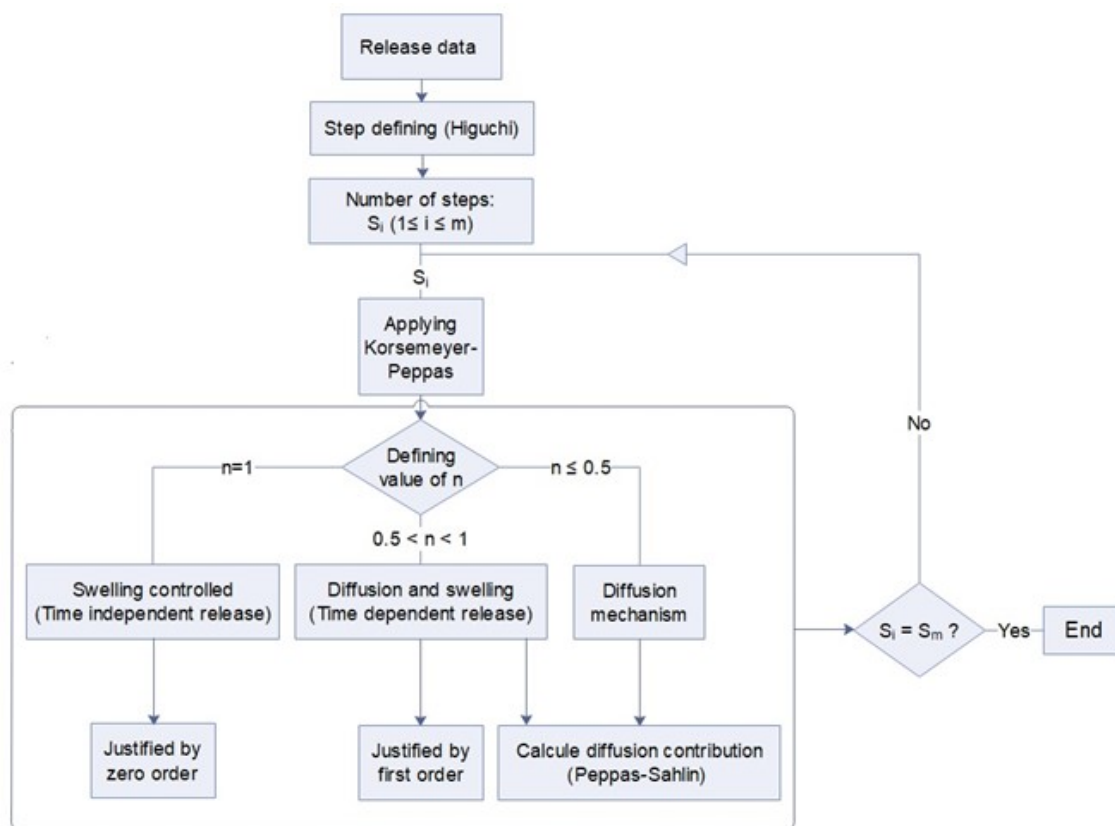 Release data
Step defining (Higuchi)
Number of steps:
Sᵢ (1≤ i ≤ m)
Sᵢ
Applying
Korsemeyer-
Peppas
No
Defining
value of n
n=1
n ≤ 0.5
0.5 < n < 1
Swelling controlled
(Time independent release)
Diffusion and swelling
(Time dependent release)
Diffusion
mechanism
Sᵢ = Sₘ ?
Yes
End
Justified by
zero order
Justified by
first order
Calcule diffusion contribution
(Peppas-Sahlin)